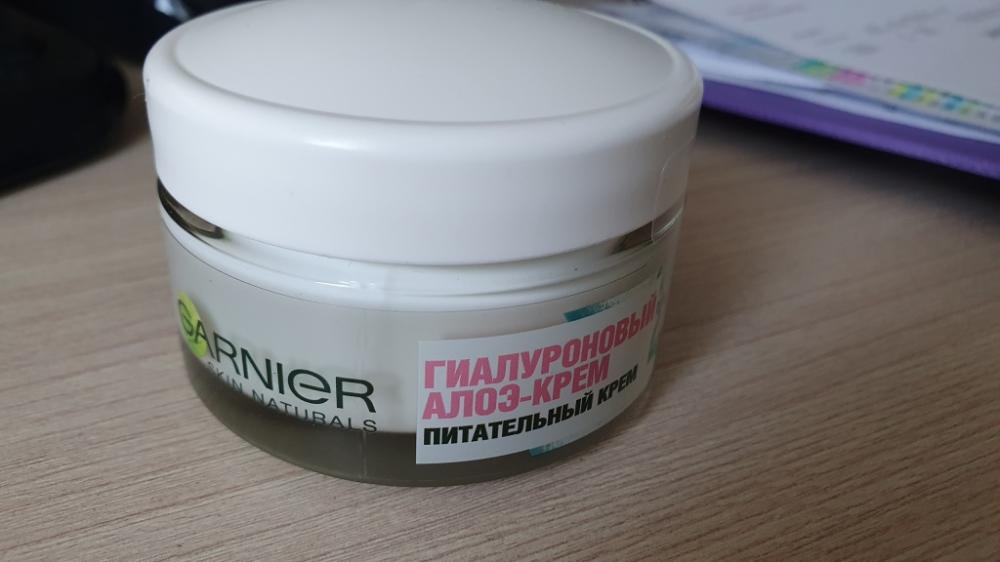 GARNIER
SKIN NATURALS
ГИАЛУРОНОВЫЙ
АЛОЭ-КРЕМ
ПИТАТЕЛЬНЫЙ КРЕМ